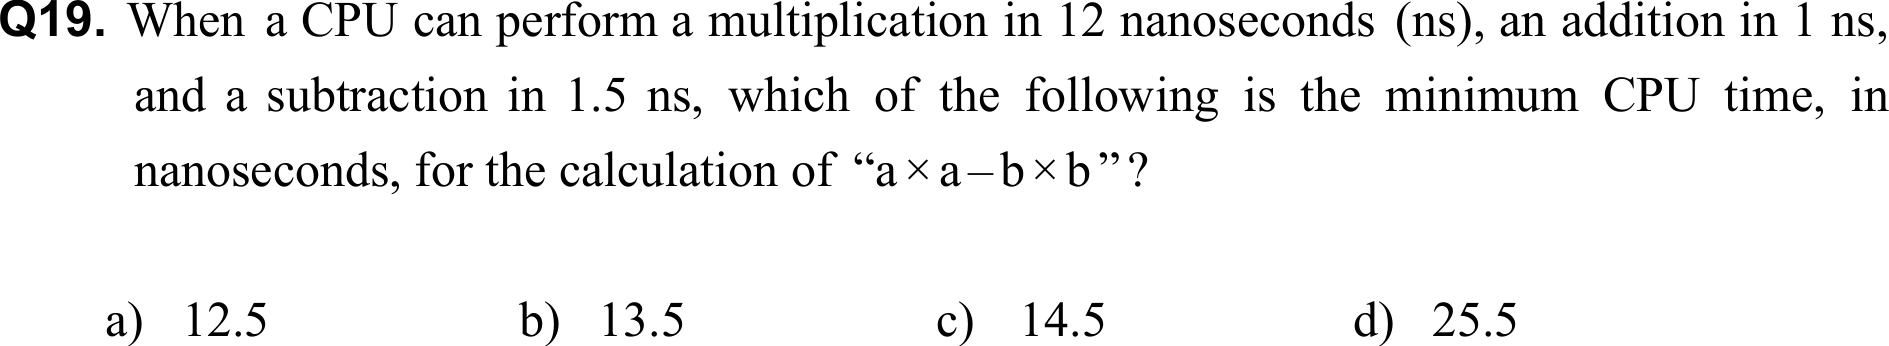 Q19. When a CPU can perform a multiplication in 12 nanoseconds (ns), an addition in 1 ns,
and a subtraction in 1.5 ns, which of the following is the minimum CPU time, in
nanoseconds, for the calculation of “a×a–b×b”?
a) 12.5 b) 13.5 c) 14.5 d) 25.5